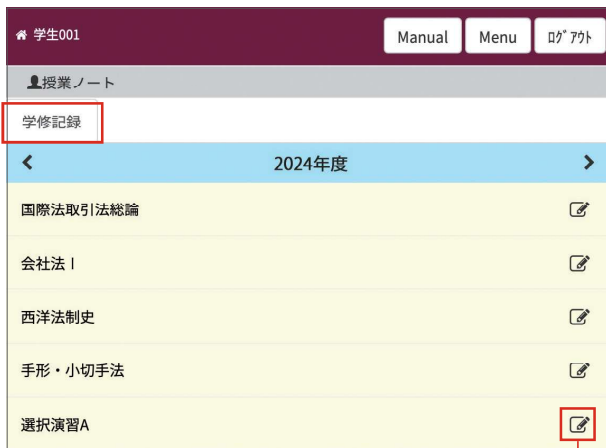 学生001 Manual Menu ﾛｸﾞｱｳﾄ
授業ノート
学修記録
2024年度
国際法取引法総論
会社法Ⅰ
西洋法制史
手形・小切手法
選択演習A